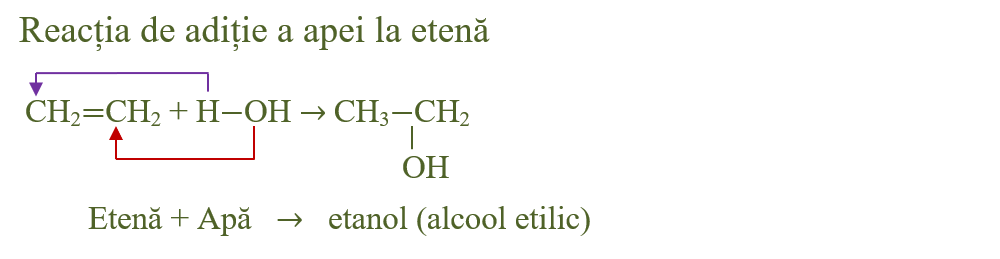 Reacția de adiție a apei la etenă
CH₂=CH₂ + H−OH → CH₃−CH₂
|
OH
Etenă + Apă → etanol (alcool etilic)